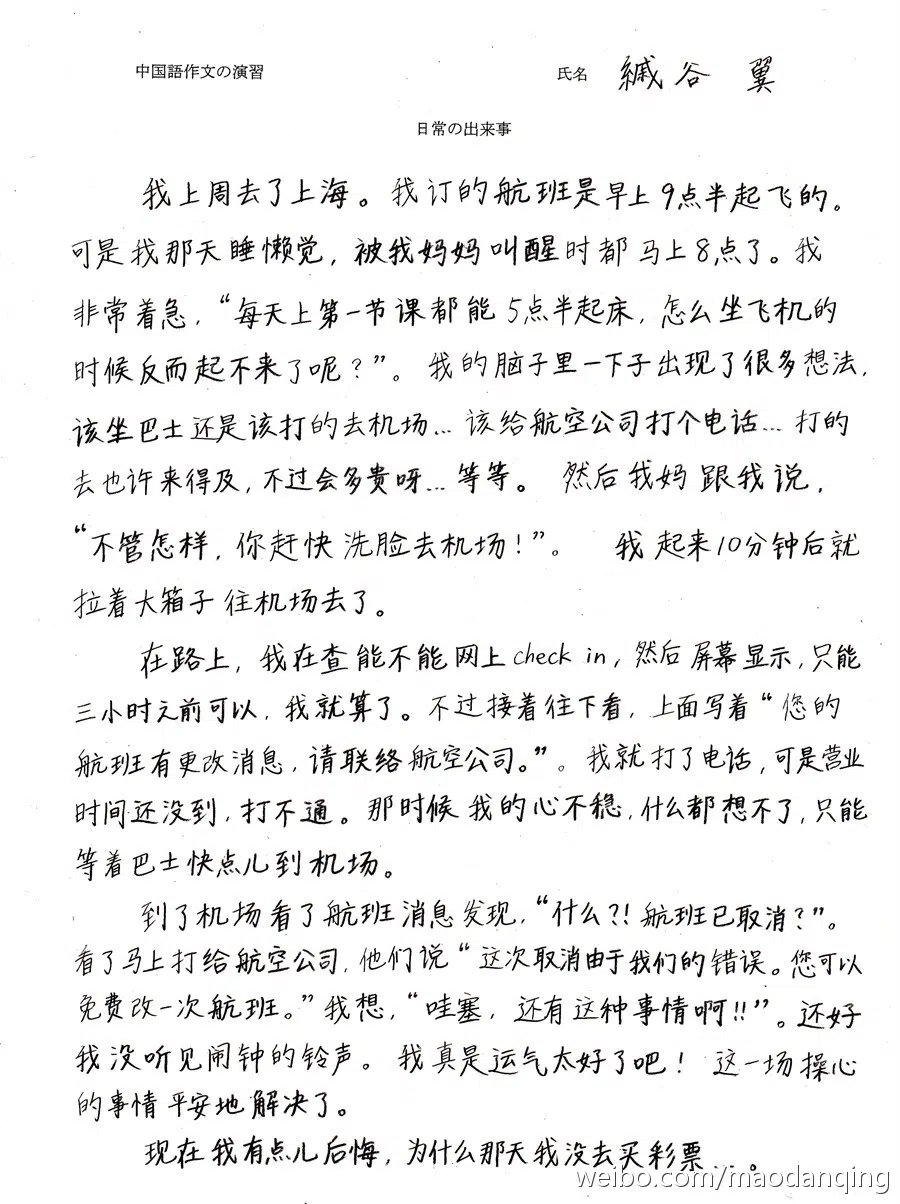 中国語作文の演習 氏名 縅谷 翼
日常の出来事
我上周去了上海。我订的航班是早上9点半起飞的。
可是我那天睡懒觉,被我妈妈叫醒时都马上8点了。我
非常着急,“每天上第一节课都能5点半起床,怎么坐飞机的
时候反而起不来了呢?”。我的脑子里一下子出现了很多想法,
该坐巴士还是该打的去机场…该给航空公司打个电话…打的
去也许来得及,不过会多贵呀…等等。然后我妈跟我说,
“不管怎样,你赶快洗脸去机场!”。 我起来10分钟后就
拉着大箱子往机场去了。
在路上,我在查能不能网上check in,然后屏幕显示,只能
三小时之前可以,我就算了。不过接着往下看,上面写着“您的
航班有更改消息,请联络航空公司。”。我就打了电话,可是营业
时间还没到,打不通。那时候我的心不稳,什么都想不了,只能
等着巴士快点儿到机场。
到了机场看了航班消息发现,“什么?!航班已取消?”。
看了马上打给航空公司,他们说“这次取消由于我们的错误。您可以
免费改一次航班。”我想,“哇塞,还有这种事情啊!!”。还好
我没听见闹钟的铃声。我真是运气太好了吧!这一场操心
的事情平安地解决了。
现在我有点儿后悔,为什么那天我没去买彩票…。
weibo.com/maodanqing